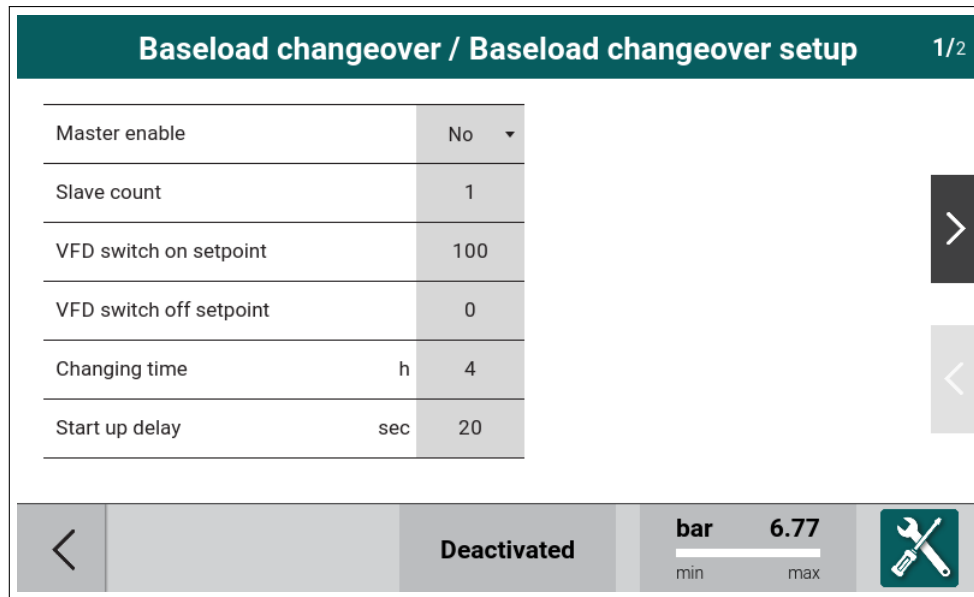 Baseload changeover / Baseload changeover setup 1/2
Master enable No
Slave count 1
VFD switch on setpoint 100
VFD switch off setpoint 0
Changing time h 4
Start up delay sec 20
Deactivated
bar 6.77
min max